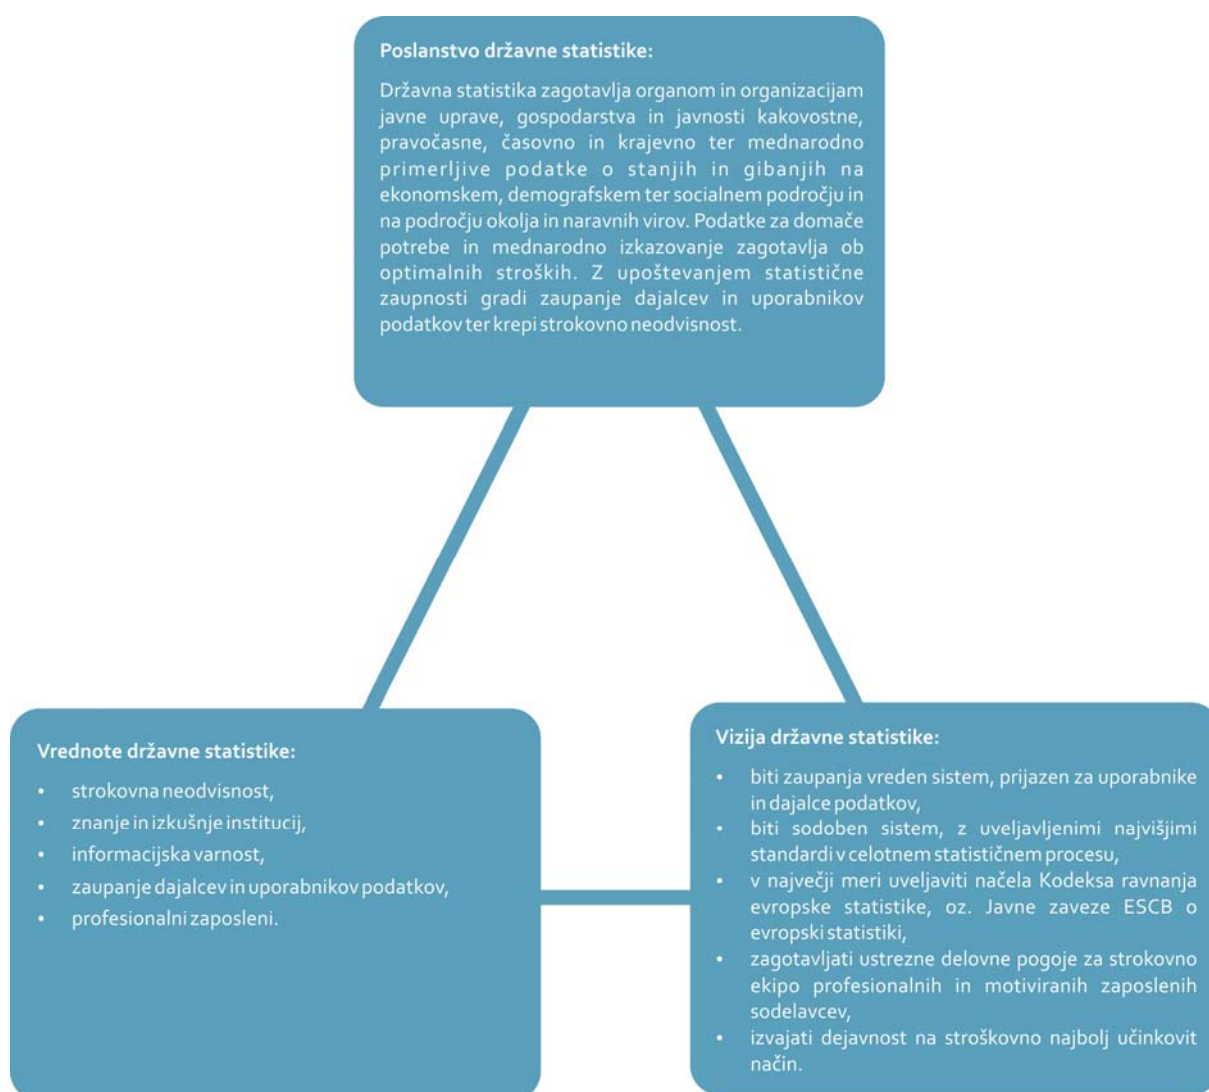 Poslanstvo državne statistike:
Državna statistika zagotavlja organom in organizacijam
javne uprave, gospodarstva in javnosti kakovostne,
pravočasne, časovno in krajevno ter mednarodno
primerljive podatke o stanjih in gibanjih na
ekonomskem, demografskem ter socialnem področju in
na področju okolja in naravnih virov. Podatke za domače
potrebe in mednarodno izkazovanje zagotavlja ob
optimalnih stroških. Z upoštevanjem statistične
zaupnosti gradi zaupanje dajalcev in uporabnikov
podatkov ter krepi strokovno neodvisnost.
Vrednote državne statistike:
• strokovna neodvisnost,
• znanje in izkušnje institucij,
• informacijska varnost,
• zaupanje dajalcev in uporabnikov podatkov,
• profesionalni zaposleni.
Vizija državne statistike:
• biti zaupanja vreden sistem, prijazen za uporabnike
in dajalce podatkov,
• biti sodoben sistem, z uveljavljenimi najvišjimi
standardi v celotnem statističnem procesu,
• v največji meri uveljaviti načela Kodeksa ravnanja
evropske statistike, oz. Javne zaveze ESCB o
evropski statistiki,
• zagotavljati ustrezne delovne pogoje za strokovno
ekipo profesionalnih in motiviranih zaposlenih
sodelavcev,
• izvajati dejavnost na stroškovno najbolj učinkovit
način.